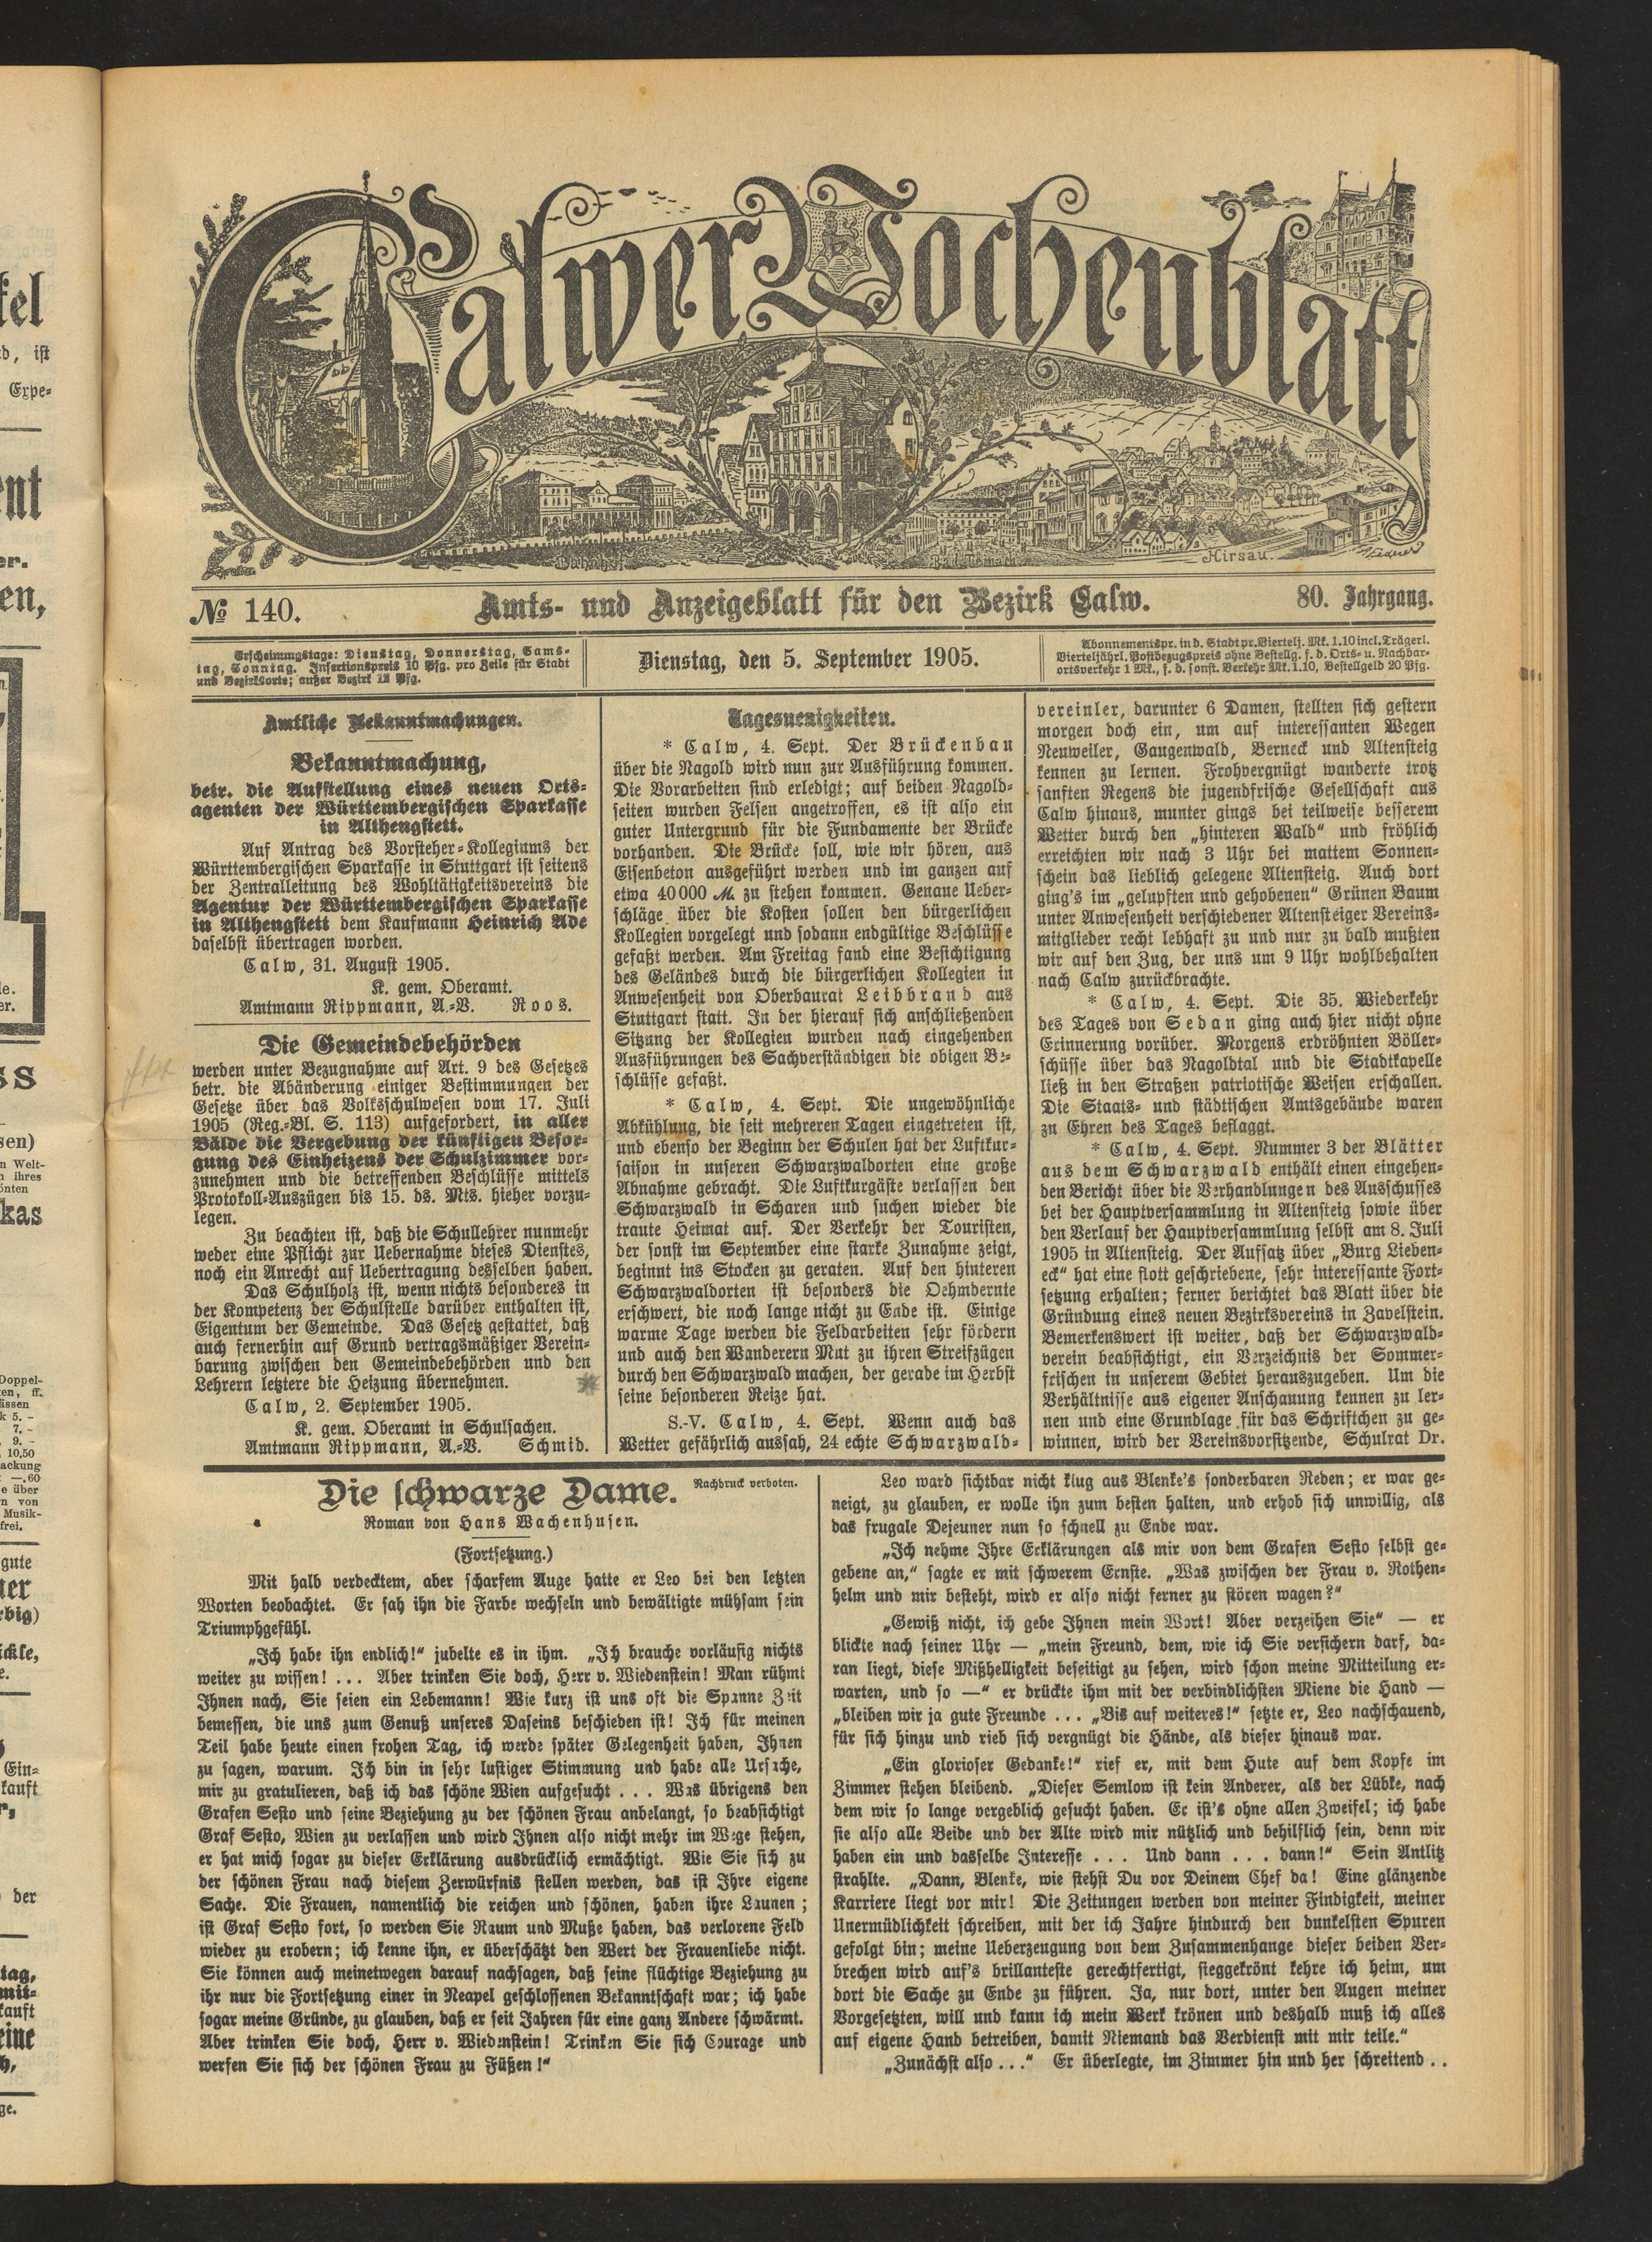 Calwer Wochenblatt
Bahnhof.
Hirsau.
№ 140.
Amts- und Anzeigeblatt für den Bezirk Calw.
80. Jahrgang.
Erscheinungstage: Dienstag, Donnerstag, Sams-
tag, Sonntag. Insertionspreis 10 Pfg. pro Zeile für Stadt
und Bezirksorte; außer Bezirk 12 Pfg.
Dienstag, den 5. September 1905.
Abonnementspr. in d. Stadt pr. Viertelj. Mk. 1.10 incl. Trägerl.
Vierteljährl. Postbezugspreis ohne Bestellg. f. d. Orts- u. Nachbar-
ortsverkehr 1 Mk., f. d. sonst. Verkehr Mk. 1.10, Bestellgeld 20 Pfg.
Amtliche Bekanntmachungen.
Bekanntmachung,
betr. die Aufstellung eines neuen Orts-
agenten der Württembergischen Sparkasse
in Althengstett.
Auf Antrag des Vorsteher-Kollegiums der
Württembergischen Sparkasse in Stuttgart ist seitens
der Zentralleitung des Wohltätigkeitsvereins die
Agentur der Württembergischen Sparkasse
in Althengstett dem Kaufmann Heinrich Ade
daselbst übertragen worden.
Calw, 31. August 1905.
K. gem. Oberamt.
Amtmann Rippmann, A.-V. Roos.
Die Gemeindebehörden
werden unter Bezugnahme auf Art. 9 des Gesetzes
betr. die Abänderung einiger Bestimmungen der
Gesetze über das Volksschulwesen vom 17. Juli
1905 (Reg.-Bl. S. 113) aufgefordert, in aller
Bälde die Vergebung der künftigen Besor-
gung des Einheizens der Schulzimmer vor-
zunehmen und die betreffenden Beschlüsse mittels
Protokoll-Auszügen bis 15. ds. Mts. hieher vorzu-
legen.
Zu beachten ist, daß die Schullehrer nunmehr
weder eine Pflicht zur Uebernahme dieses Dienstes,
noch ein Anrecht auf Uebertragung desselben haben.
Das Schulholz ist, wenn nichts besonderes in
der Kompetenz der Schulstelle darüber enthalten ist,
Eigentum der Gemeinde. Das Gesetz gestattet, daß
auch fernerhin auf Grund vertragsmäßiger Verein-
barung zwischen den Gemeindebehörden und den
Lehrern letztere die Heizung übernehmen.
Calw, 2. September 1905.
K. gem. Oberamt in Schulsachen.
Amtmann Rippmann, A.-V. Schmid.
Tagesneuigkeiten.
* Calw, 4. Sept. Der Brückenbau
über die Nagold wird nun zur Ausführung kommen.
Die Vorarbeiten sind erledigt; auf beiden Nagold-
seiten wurden Felsen angetroffen, es ist also ein
guter Untergrund für die Fundamente der Brücke
vorhanden. Die Brücke soll, wie wir hören, aus
Eisenbeton ausgeführt werden und im ganzen auf
etwa 40 000 M. zu stehen kommen. Genaue Ueber-
schläge über die Kosten sollen den bürgerlichen
Kollegien vorgelegt und sodann endgültige Beschlüsse
gefaßt werden. Am Freitag fand eine Besichtigung
des Geländes durch die bürgerlichen Kollegien in
Anwesenheit von Oberbaurat Leibbrand aus
Stuttgart statt. In der hierauf sich anschließenden
Sitzung der Kollegien wurden nach eingehenden
Ausführungen des Sachverständigen die obigen Be-
schlüsse gefaßt.
* Calw, 4. Sept. Die ungewöhnliche
Abkühlung, die seit mehreren Tagen eingetreten ist,
und ebenso der Beginn der Schulen hat der Luftkur-
saison in unseren Schwarzwaldorten eine große
Abnahme gebracht. Die Luftkurgäste verlassen den
Schwarzwald in Scharen und suchen wieder die
traute Heimat auf. Der Verkehr der Touristen,
der sonst im September eine starke Zunahme zeigt,
beginnt ins Stocken zu geraten. Auf den hinteren
Schwarzwaldorten ist besonders die Oehmdernte
erschwert, die noch lange nicht zu Ende ist. Einige
warme Tage werden die Feldarbeiten sehr fördern
und auch den Wanderern Mut zu ihren Streifzügen
durch den Schwarzwald machen, der gerade im Herbst
seine besonderen Reize hat.
S.-V. Calw, 4. Sept. Wenn auch das
Wetter gefährlich aussah, 24 echte Schwarzwald-
vereinler, darunter 6 Damen, stellten sich gestern
morgen doch ein, um auf interessanten Wegen
Neuweiler, Gaugenwald, Berneck und Altensteig
kennen zu lernen. Frohvergnügt wanderte trotz
sanften Regens die jugendfrische Gesellschaft aus
Calw hinaus, munter gings bei teilweise besserem
Wetter durch den „hinteren Wald“ und fröhlich
erreichten wir nach 3 Uhr bei mattem Sonnen-
schein das lieblich gelegene Altensteig. Auch dort
ging's im „gelupften und gehobenen“ Grünen Baum
unter Anwesenheit verschiedener Altensteiger Vereins-
mitglieder recht lebhaft zu und nur zu bald mußten
wir auf den Zug, der uns um 9 Uhr wohlbehalten
nach Calw zurückbrachte.
* Calw, 4. Sept. Die 35. Wiederkehr
des Tages von Sedan ging auch hier nicht ohne
Erinnerung vorüber. Morgens erdröhnten Böller-
schüsse über das Nagoldtal und die Stadtkapelle
ließ in den Straßen patriotische Weisen erschallen.
Die Staats- und städtischen Amtsgebäude waren
zu Ehren des Tages beflaggt.
* Calw, 4. Sept. Nummer 3 der Blätter
aus dem Schwarzwald enthält einen eingehen-
den Bericht über die Verhandlungen des Ausschusses
bei der Hauptversammlung in Altensteig sowie über
den Verlauf der Hauptversammlung selbst am 8. Juli
1905 in Altensteig. Der Aufsatz über „Burg Lieben-
eck“ hat eine flott geschriebene, sehr interessante Fort-
setzung erhalten; ferner berichtet das Blatt über die
Gründung eines neuen Bezirksvereins in Zavelstein.
Bemerkenswert ist weiter, daß der Schwarzwald-
verein beabsichtigt, ein Verzeichnis der Sommer-
frischen in unserem Gebiet herauszugeben. Um die
Verhältnisse aus eigener Anschauung kennen zu ler-
nen und eine Grundlage für das Schriftchen zu ge-
winnen, wird der Vereinsvorsitzende, Schulrat Dr.
Die schwarze Dame.
Nachdruck verboten.
Roman von Hans Wachenhusen.
(Fortsetzung.)
Mit halb verdecktem, aber scharfem Auge hatte er Leo bei den letzten
Worten beobachtet. Er sah ihn die Farbe wechseln und bewältigte mühsam sein
Triumphgefühl.
„Ich habe ihn endlich!“ jubelte es in ihm. „Ich brauche vorläufig nichts
weiter zu wissen! ... Aber trinken Sie doch, Herr v. Wiedenstein! Man rühmt
Ihnen nach, Sie seien ein Lebemann! Wie kurz ist uns oft die Spanne Zeit
bemessen, die uns zum Genuß unseres Daseins beschieden ist! Ich für meinen
Teil habe heute einen frohen Tag, ich werde später Gelegenheit haben, Ihnen
zu sagen, warum. Ich bin in sehr lustiger Stimmung und habe alle Ursache,
mir zu gratulieren, daß ich das schöne Wien aufgesucht ... Was übrigens den
Grafen Sesto und seine Beziehung zu der schönen Frau anbelangt, so beabsichtigt
Graf Sesto, Wien zu verlassen und wird Ihnen also nicht mehr im Wege stehen,
er hat mich sogar zu dieser Erklärung ausdrücklich ermächtigt. Wie Sie sich zu
der schönen Frau nach diesem Zerwürfnis stellen werden, das ist Ihre eigene
Sache. Die Frauen, namentlich die reichen und schönen, haben ihre Launen;
ist Graf Sesto fort, so werden Sie Raum und Muße haben, das verlorene Feld
wieder zu erobern; ich kenne ihn, er überschätzt den Wert der Frauenliebe nicht.
Sie können auch meinetwegen darauf nachsagen, daß seine flüchtige Beziehung zu
ihr nur die Fortsetzung einer in Neapel geschlossenen Bekanntschaft war; ich habe
sogar meine Gründe, zu glauben, daß er seit Jahren für eine ganz Andere schwärmt.
Aber trinken Sie doch, Herr v. Wiedenstein! Trinken Sie sich Courage und
werfen Sie sich der schönen Frau zu Füßen!“
Leo ward sichtbar nicht klug aus Blenke's sonderbaren Reden; er war ge-
neigt, zu glauben, er wolle ihn zum besten halten, und erhob sich unwillig, als
das frugale Dejeuner nun so schnell zu Ende war.
„Ich nehme Ihre Erklärungen als mir von dem Grafen Sesto selbst ge-
gebene an,“ sagte er mit schwerem Ernste. „Was zwischen der Frau v. Rothen-
helm und mir besteht, wird er also nicht ferner zu stören wagen?“
„Gewiß nicht, ich gebe Ihnen mein Wort! Aber verzeihen Sie“ — er
blickte nach seiner Uhr — „mein Freund, dem, wie ich Sie versichern darf, da-
ran liegt, diese Mißhelligkeit beseitigt zu sehen, wird schon meine Mitteilung er-
warten, und so —“ er drückte ihm mit der verbindlichsten Miene die Hand —
„bleiben wir ja gute Freunde ... „Bis auf weiteres!“ setzte er, Leo nachschauend,
für sich hinzu und rieb sich vergnügt die Hände, als dieser hinaus war.
„Ein glorioser Gedanke!“ rief er, mit dem Hute auf dem Kopfe im
Zimmer stehen bleibend. „Dieser Semlow ist kein Anderer, als der Lübke, nach
dem wir so lange vergeblich gesucht haben. Er ist's ohne allen Zweifel; ich habe
sie also alle Beide und der Alte wird mir nützlich und behilflich sein, denn wir
haben ein und dasselbe Interesse ... Und dann ... dann!“ Sein Antlitz
strahlte. „Dann, Blenke, wie stehst Du vor Deinem Chef da! Eine glänzende
Karriere liegt vor mir! Die Zeitungen werden von meiner Findigkeit, meiner
Unermüdlichkeit schreiben, mit der ich Jahre hindurch den dunkelsten Spuren
gefolgt bin; meine Ueberzeugung von dem Zusammenhange dieser beiden Ver-
brechen wird auf's brillanteste gerechtfertigt, sieggekrönt kehre ich heim, um
dort die Sache zu Ende zu führen. Ja, nur dort, unter den Augen meiner
Vorgesetzten, will und kann ich mein Werk krönen und deshalb muß ich alles
auf eigene Hand betreiben, damit Niemand das Verdienst mit mir teile.“
„Zunächst also ...“ Er überlegte, im Zimmer hin und her schreitend ..